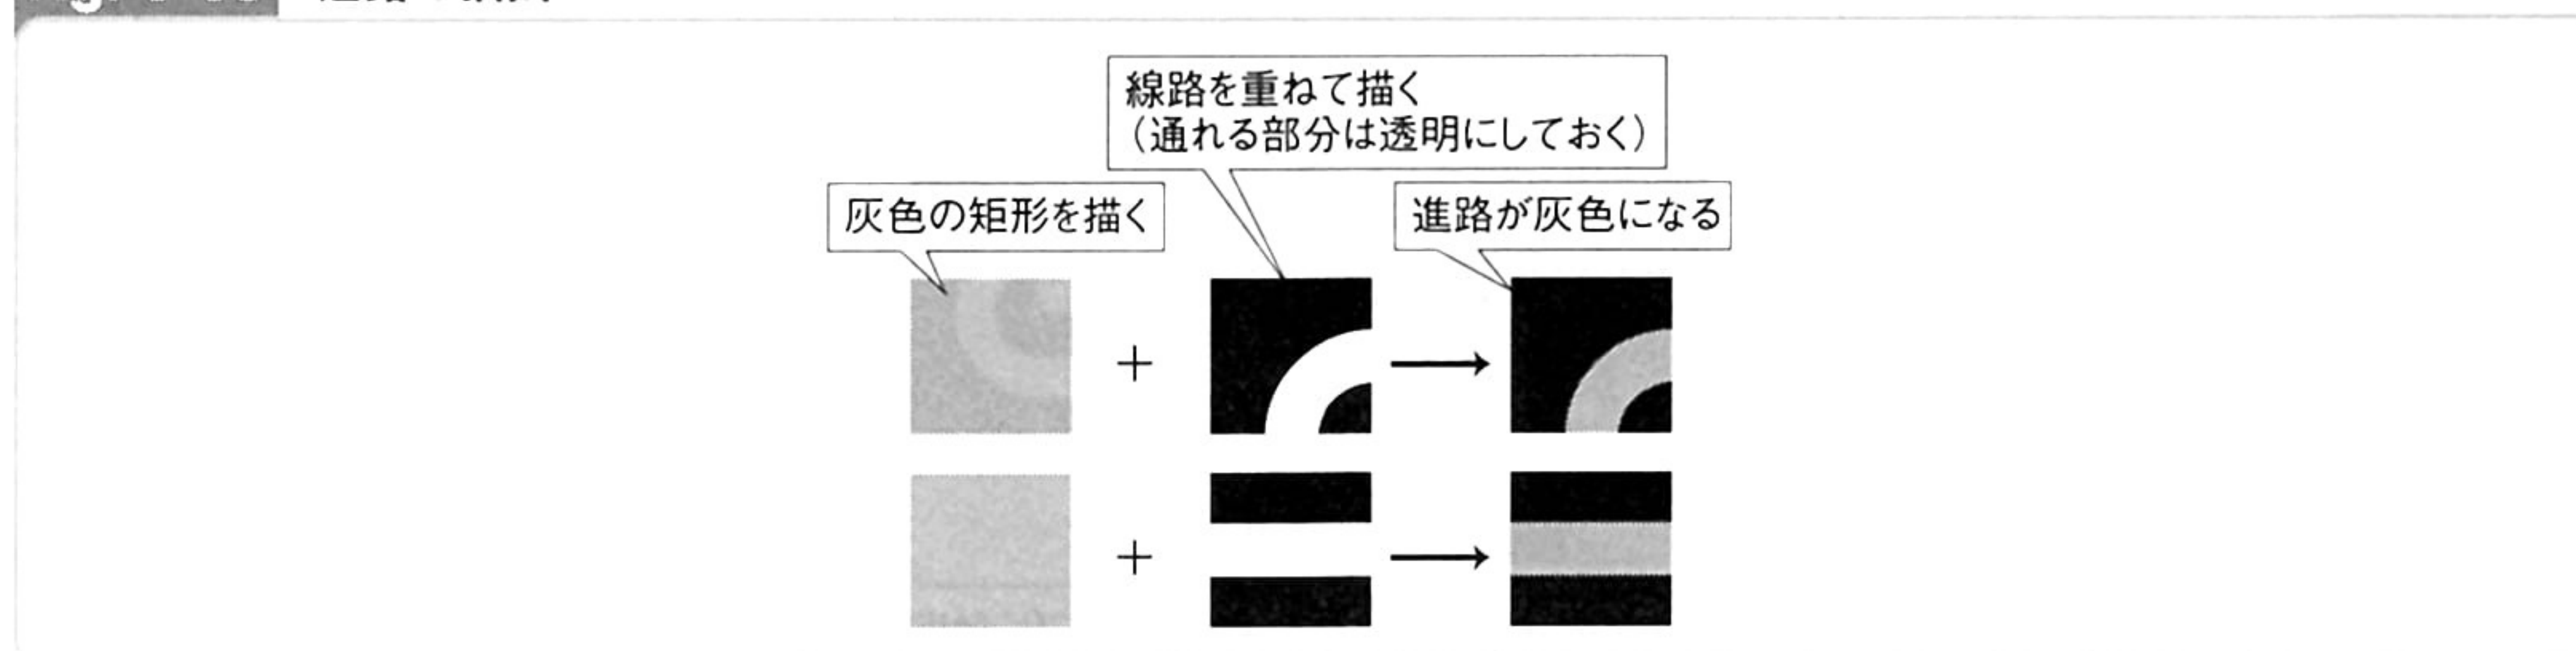 線路を重ねて描く
(通れる部分は透明にしておく)
灰色の矩形を描く
進路が灰色になる
+
+